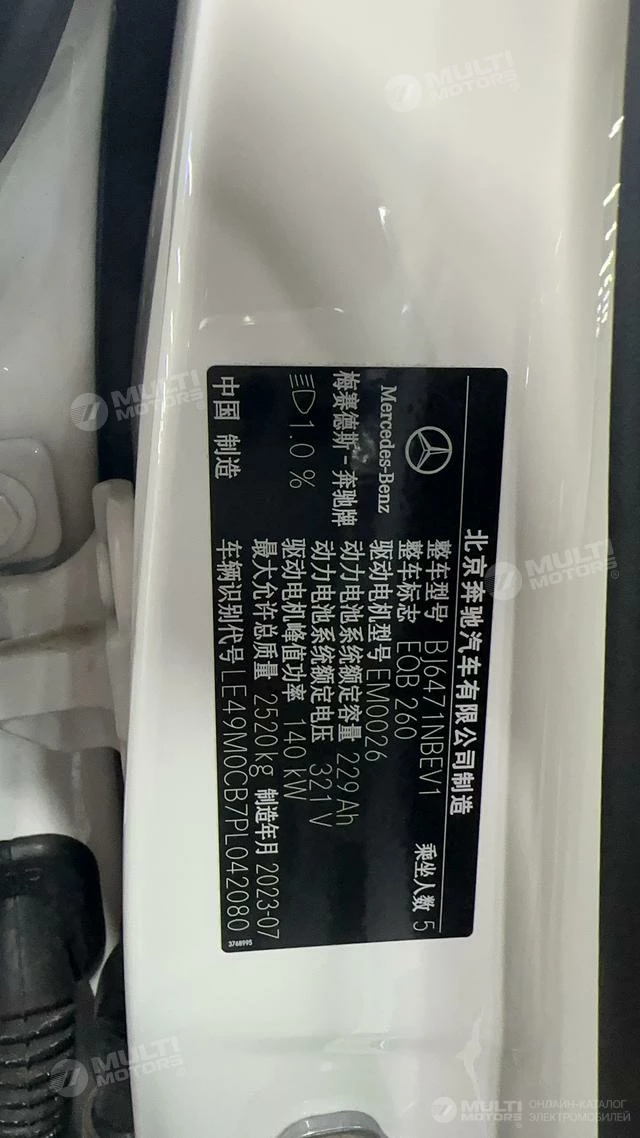 北京奔驰汽车有限公司制造
Mercedes-Benz
梅赛德斯-奔驰牌
1.0 %
中国 制造
整车型号 BJ6471NBEV1
整车标志 EQB 260 乘坐人数 5
驱动电机型号 EM0026
动力电池系统额定容量 229Ah
动力电池系统额定电压 321V
驱动电机峰值功率 140 kW
最大允许总质量 2520kg 制造年月 2023-07
车辆识别代号 LE49M0CB7PL042080
3768995
MULTI MOTORS®
MULTI MOTORS®
MULTI MOTORS®
MULTI MOTORS®
MULTI MOTORS
ОНЛАЙН-КАТАЛОГ
ЭЛЕКТРОМОБИЛЕЙ